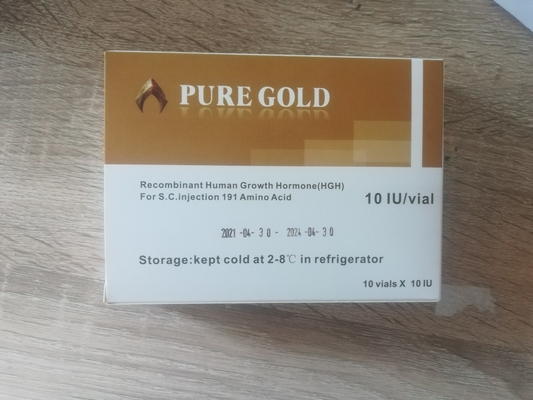 PURE GOLD
Recombinant Human Growth Hormone(HGH)
For S.C.injection 191 Amino Acid
10 IU/vial
2021-04-30-2024-04-30
Storage:kept cold at 2-8℃ in refrigerator
10 vials X 10 IU